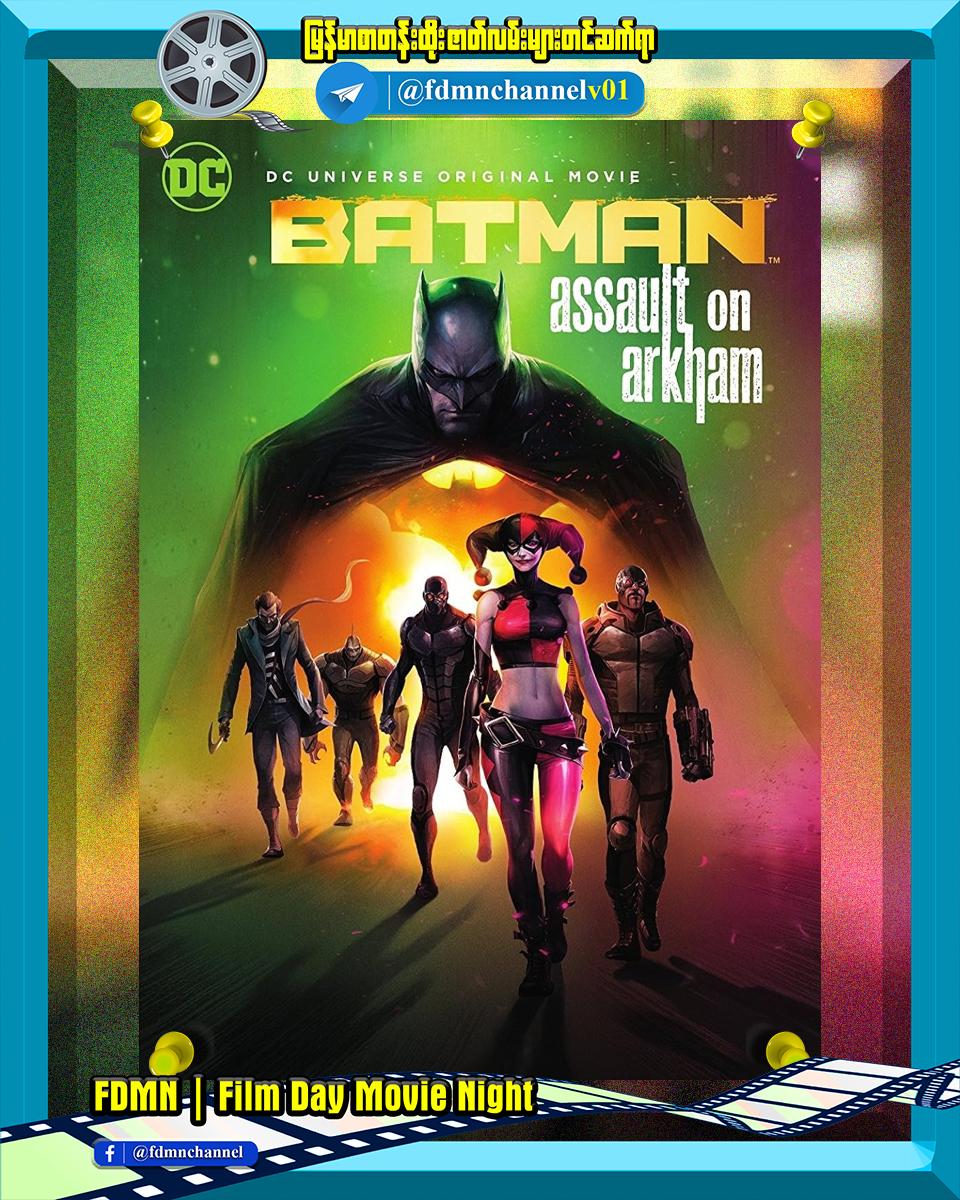 မြန်မာစာတန်းထိုးဇာတ်လမ်းများတင်ဆက်ရာ
@fdmnchannelv01
DC
DC UNIVERSE ORIGINAL MOVIE
BATMAN™
assault on
arkham
FDMN | Film Day Movie Night
@fdmnchannel